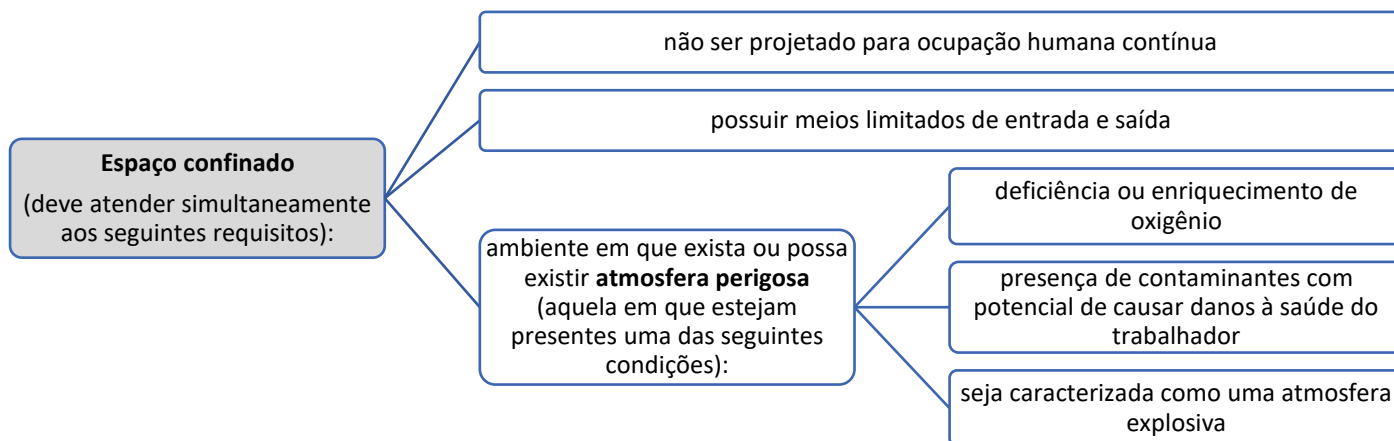 não ser projetado para ocupação humana contínua
possuir meios limitados de entrada e saída
Espaço confinado
(deve atender simultaneamente
aos seguintes requisitos):
ambiente em que exista ou possa
existir atmosfera perigosa
(aquela em que estejam
presentes uma das seguintes
condições):
deficiência ou enriquecimento de
oxigênio
presença de contaminantes com
potencial de causar danos à saúde do
trabalhador
seja caracterizada como uma atmosfera
explosiva